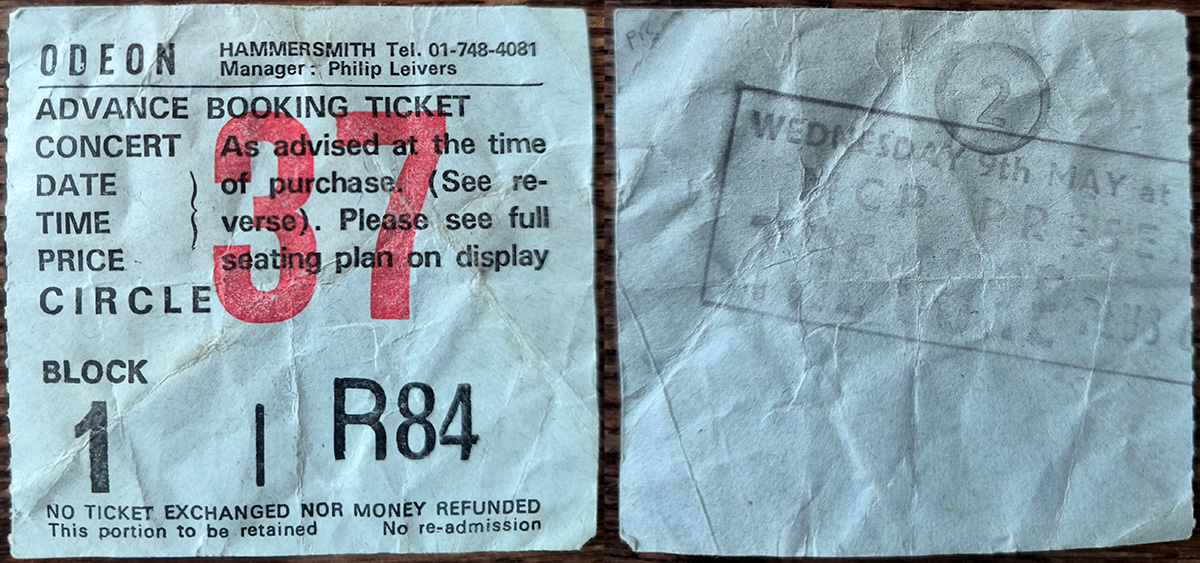 ODEON HAMMERSMITH Tel. 01-748-4081
Manager: Philip Leivers
ADVANCE BOOKING TICKET
CONCERT As advised at the time
DATE of purchase. (See re-
TIME verse). Please see full
PRICE seating plan on display
CIRCLE
37
BLOCK
1 | R84
NO TICKET EXCHANGED NOR MONEY REFUNDED
This portion to be retained No re-admission
2
WEDNESDAY 9th MAY at
MCP